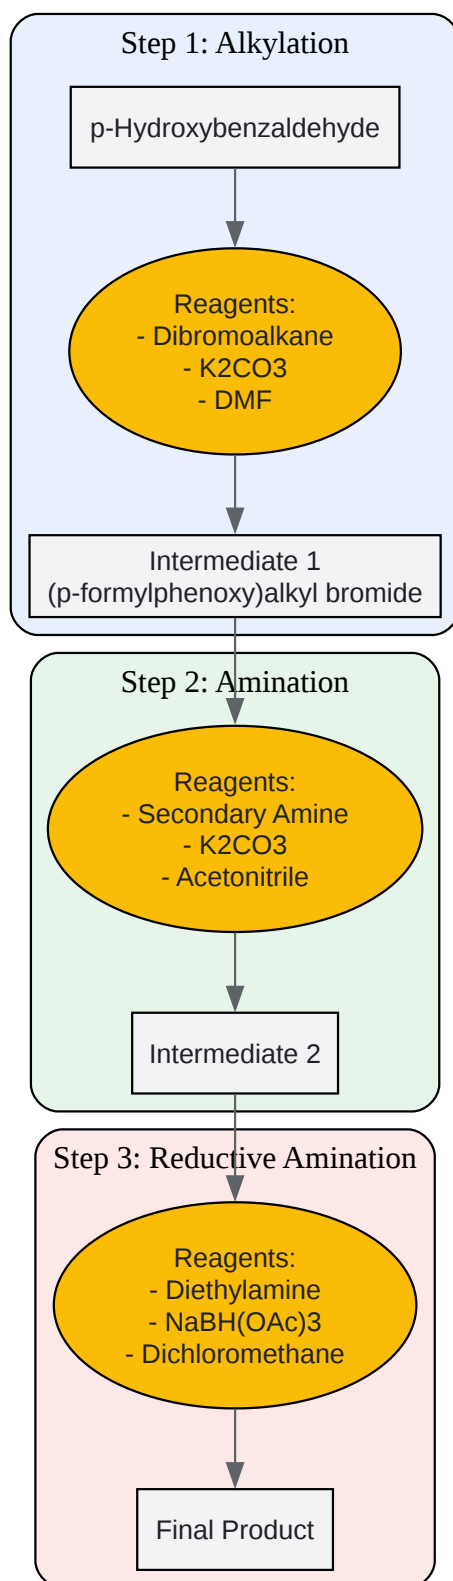 Step 1: Alkylation
p-Hydroxybenzaldehyde
Reagents:
- Dibromoalkane
- K2CO3
- DMF
Intermediate 1
(p-formylphenoxy)alkyl bromide
Step 2: Amination
Reagents:
- Secondary Amine
- K2CO3
- Acetonitrile
Intermediate 2
Step 3: Reductive Amination
Reagents:
- Diethylamine
- NaBH(OAc)3
- Dichloromethane
Final Product